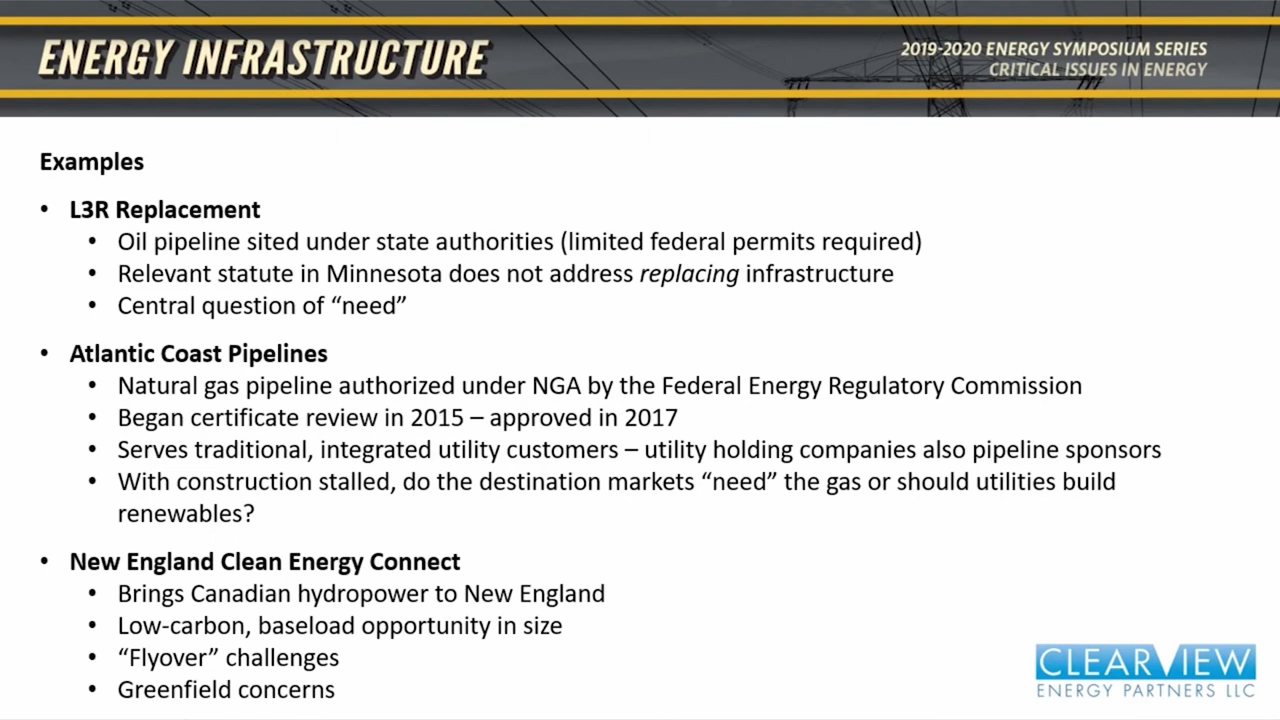 ENERGY INFRASTRUCTURE
2019-2020 ENERGY SYMPOSIUM SERIES
CRITICAL ISSUES IN ENERGY
Examples
• L3R Replacement
• Oil pipeline sited under state authorities (limited federal permits required)
• Relevant statute in Minnesota does not address replacing infrastructure
• Central question of “need”
• Atlantic Coast Pipelines
• Natural gas pipeline authorized under NGA by the Federal Energy Regulatory Commission
• Began certificate review in 2015 – approved in 2017
• Serves traditional, integrated utility customers – utility holding companies also pipeline sponsors
• With construction stalled, do the destination markets “need” the gas or should utilities build
renewables?
• New England Clean Energy Connect
• Brings Canadian hydropower to New England
• Low-carbon, baseload opportunity in size
• “Flyover” challenges
• Greenfield concerns
CLEARVIEW
ENERGY PARTNERS LLC